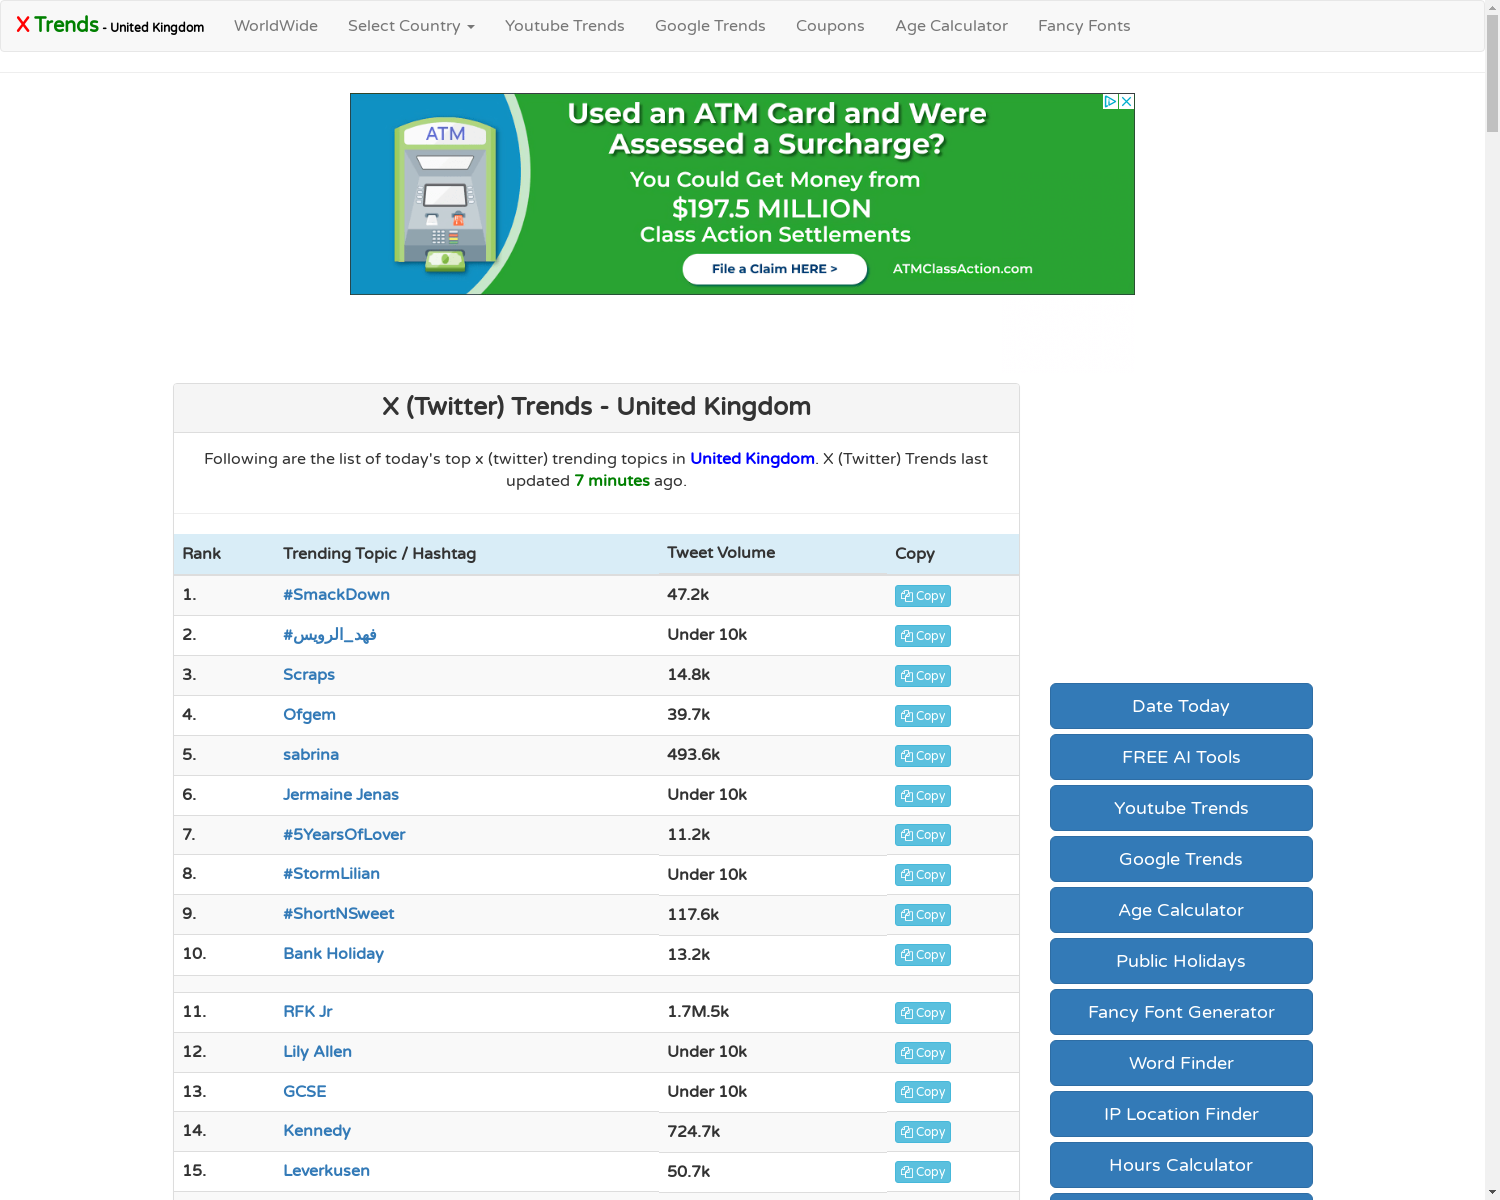 X Trends - United Kingdom WorldWide Select Country Youtube Trends Google Trends Coupons Age Calculator Fancy Fonts
ATM
Used an ATM Card and Were
Assessed a Surcharge?
You Could Get Money from
$197.5 MILLION
Class Action Settlements
File a Claim HERE > ATMClassAction.com
X (Twitter) Trends - United Kingdom
Following are the list of today's top x (twitter) trending topics in United Kingdom. X (Twitter) Trends last
updated 7 minutes ago.
Rank Trending Topic / Hashtag Tweet Volume Copy
1. #SmackDown 47.2k Copy
2. #فهد_الرويس Under 10k Copy
3. Scraps 14.8k Copy
4. Ofgem 39.7k Copy
5. sabrina 493.6k Copy
6. Jermaine Jenas Under 10k Copy
7. #5YearsOfLover 11.2k Copy
8. #StormLilian Under 10k Copy
9. #ShortNSweet 117.6k Copy
10. Bank Holiday 13.2k Copy
11. RFK Jr 1.7M.5k Copy
12. Lily Allen Under 10k Copy
13. GCSE Under 10k Copy
14. Kennedy 724.7k Copy
15. Leverkusen 50.7k Copy
Date Today
FREE AI Tools
Youtube Trends
Google Trends
Age Calculator
Public Holidays
Fancy Font Generator
Word Finder
IP Location Finder
Hours Calculator